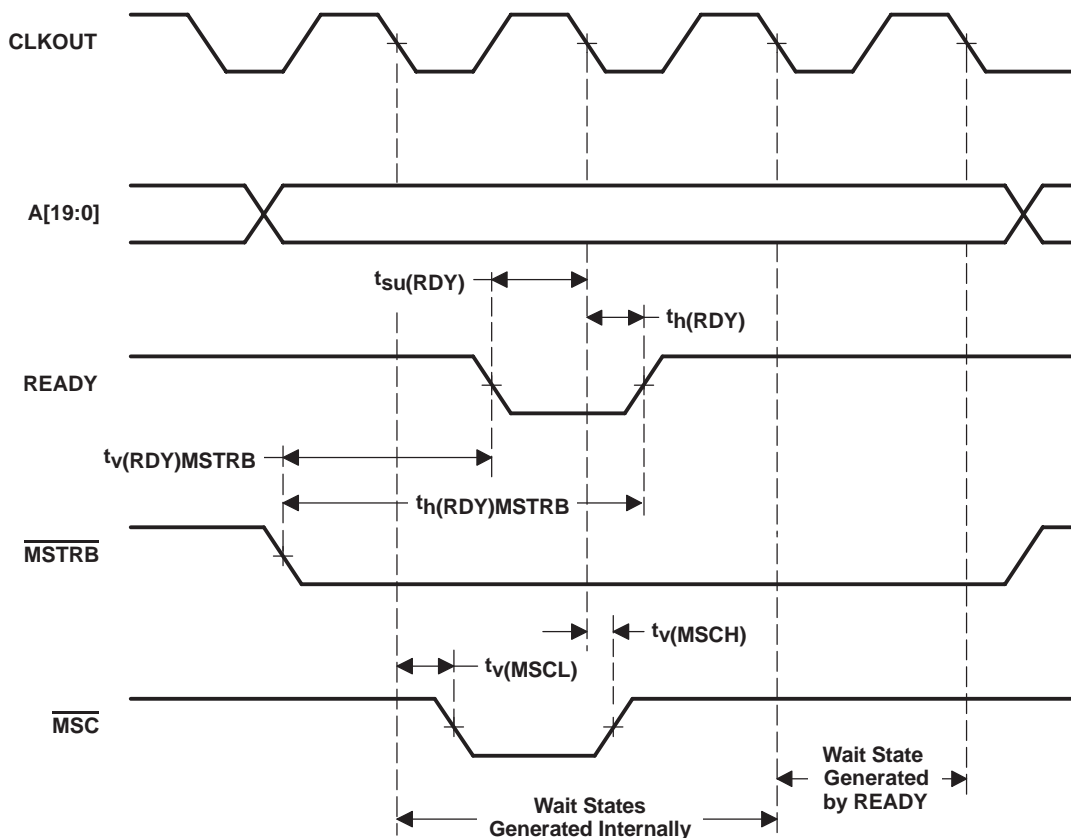 CLKOUT
A[19:0]
tsu(RDY)
th(RDY)
READY
tv(RDY)MSTRB
th(RDY)MSTRB
MSTRB
tv(MSCH)
tv(MSCL)
MSC
Wait State
Generated
by READY
Wait States
Generated Internally